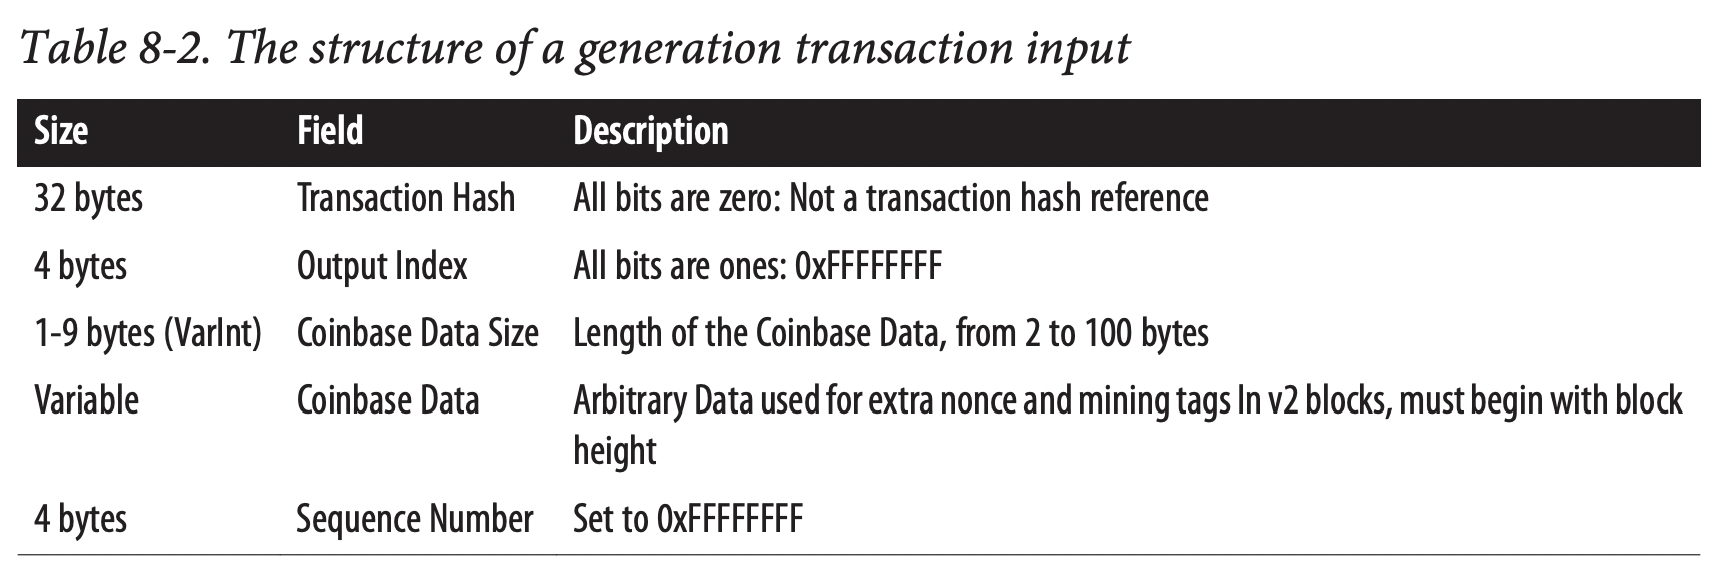 Table 8-2. The structure of a generation transaction input
Size Field Description
32 bytes Transaction Hash All bits are zero: Not a transaction hash reference
4 bytes Output Index All bits are ones: 0xFFFFFFFF
1-9 bytes (VarInt) Coinbase Data Size Length of the Coinbase Data, from 2 to 100 bytes
Variable Coinbase Data Arbitrary Data used for extra nonce and mining tags In v2 blocks, must begin with block
height
4 bytes Sequence Number Set to 0xFFFFFFFF